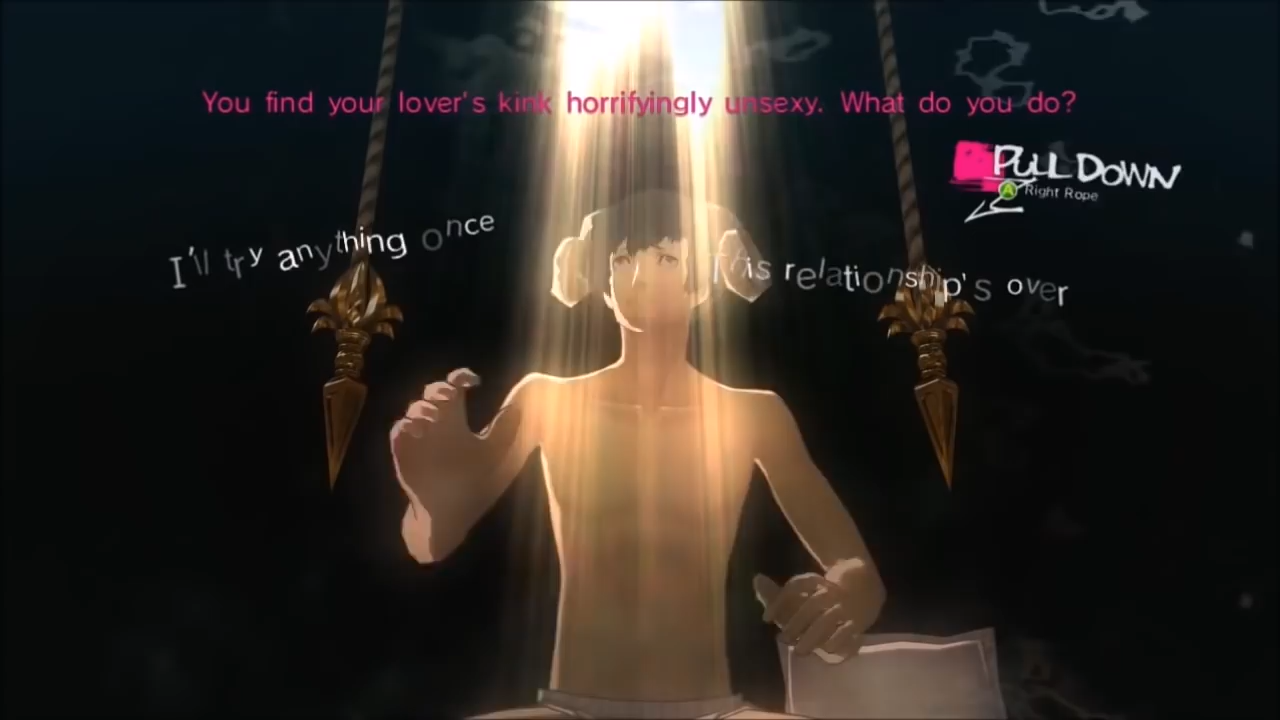 You find your lover's kink horrifyingly unsexy. What do you do?
PULL DOWN
A Right Rope
I'll try anything once
This relationship's over